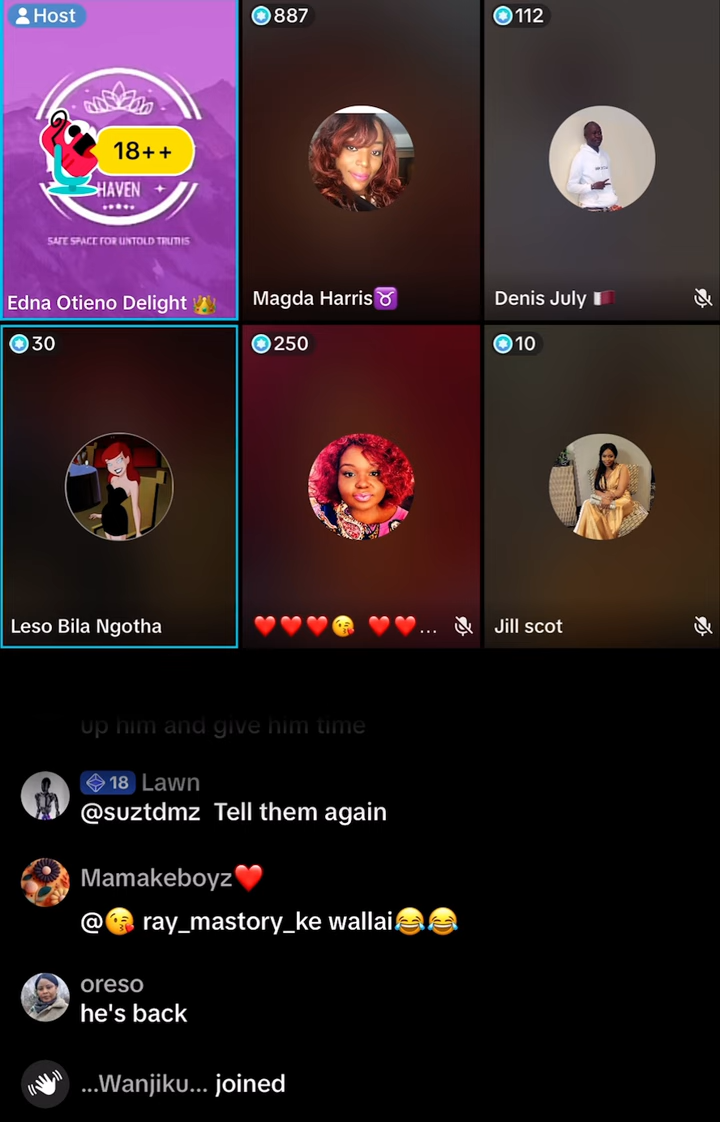 Host
887
112
18++
HAVEN
SAFE SPACE FOR UNTOLD TRUTHS
Edna Otieno Delight 👑
Magda Harris♉
Denis July 🇶🇦
30
250
10
Leso Bila Ngotha
❤️❤️❤️😘 ❤️❤️...
Jill scot
up him and give him time
18 Lawn
@suztdmz Tell them again
Mamakeboyz❤️
@😘 ray_mastory_ke wallai😂😂
oreso
he's back
...Wanjiku... joined